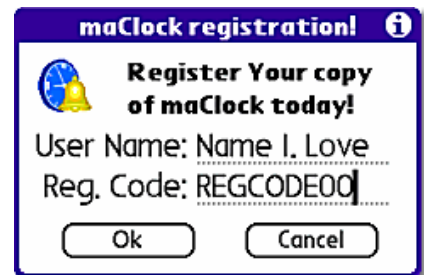 maClock registration!
Register Your copy
of maClock today!
User Name: Name I. Love
Reg. Code: REGCODE00
Ok Cancel